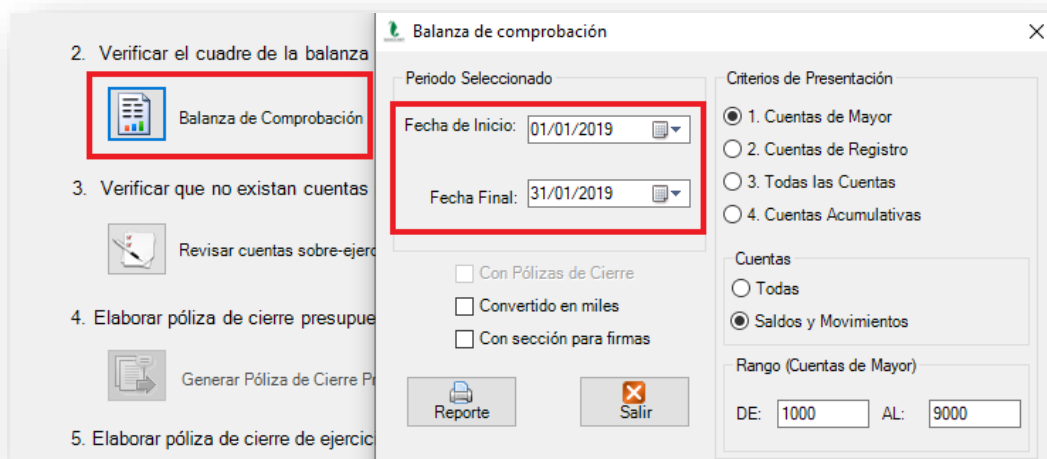 2. Verificar el cuadre de la balanza
Balanza de Comprobación
3. Verificar que no existan cuentas
Revisar cuentas sobre-ejerc
4. Elaborar póliza de cierre presupue
Generar Póliza de Cierre Pr
5. Elaborar póliza de cierre de ejercic
Balanza de comprobación
Periodo Seleccionado
Fecha de Inicio: 01/01/2019
Fecha Final: 31/01/2019
Con Pólizas de Cierre
Convertido en miles
Con sección para firmas
Reporte
Salir
Criterios de Presentación
1. Cuentas de Mayor
2. Cuentas de Registro
3. Todas las Cuentas
4. Cuentas Acumulativas
Cuentas
Todas
Saldos y Movimientos
Rango (Cuentas de Mayor)
DE: 1000 AL: 9000